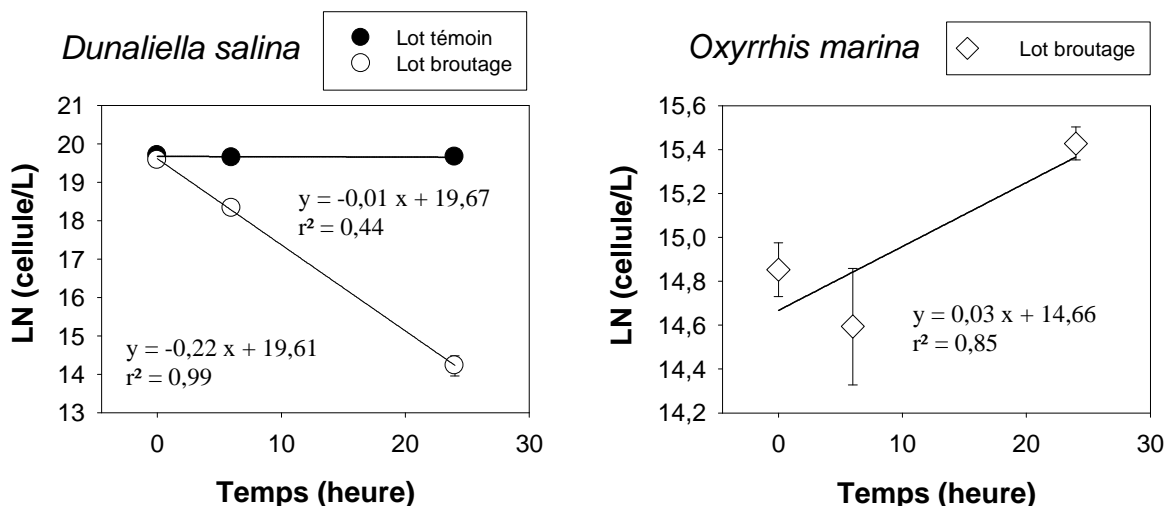 Dunaliella salina
Lot témoin
Lot broutage
LN (cellule/L)
21
20
19
18
17
16
15
14
13
y = -0,01 x + 19,67
r² = 0,44
y = -0,22 x + 19,61
r² = 0,99
0
10
20
30
Temps (heure)
Oxyrrhis marina
Lot broutage
LN (cellule/L)
15,6
15,4
15,2
15,0
14,8
14,6
14,4
14,2
y = 0,03 x + 14,66
r² = 0,85
0
10
20
30
Temps (heure)